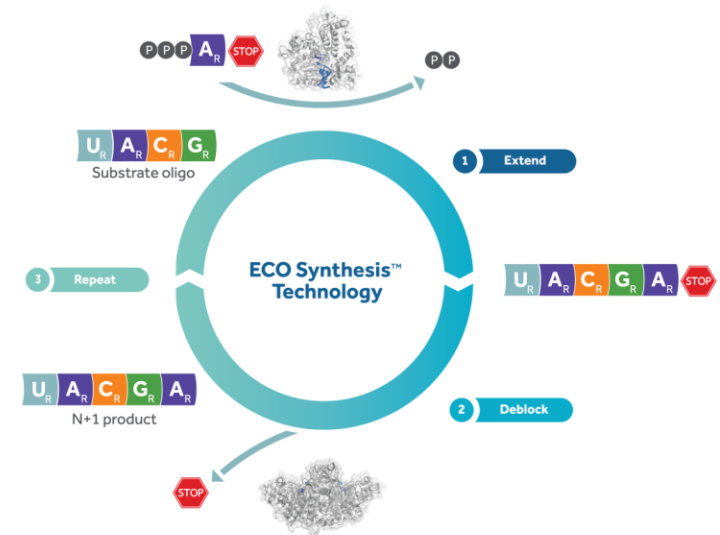 P P P A R STOP
P P
U R A R C R G R
Substrate oligo
1 Extend
3 Repeat
ECO Synthesis™
Technology
U R A R C R G R A R STOP
U R A R C R G R A R
N+1 product
2 Deblock
STOP